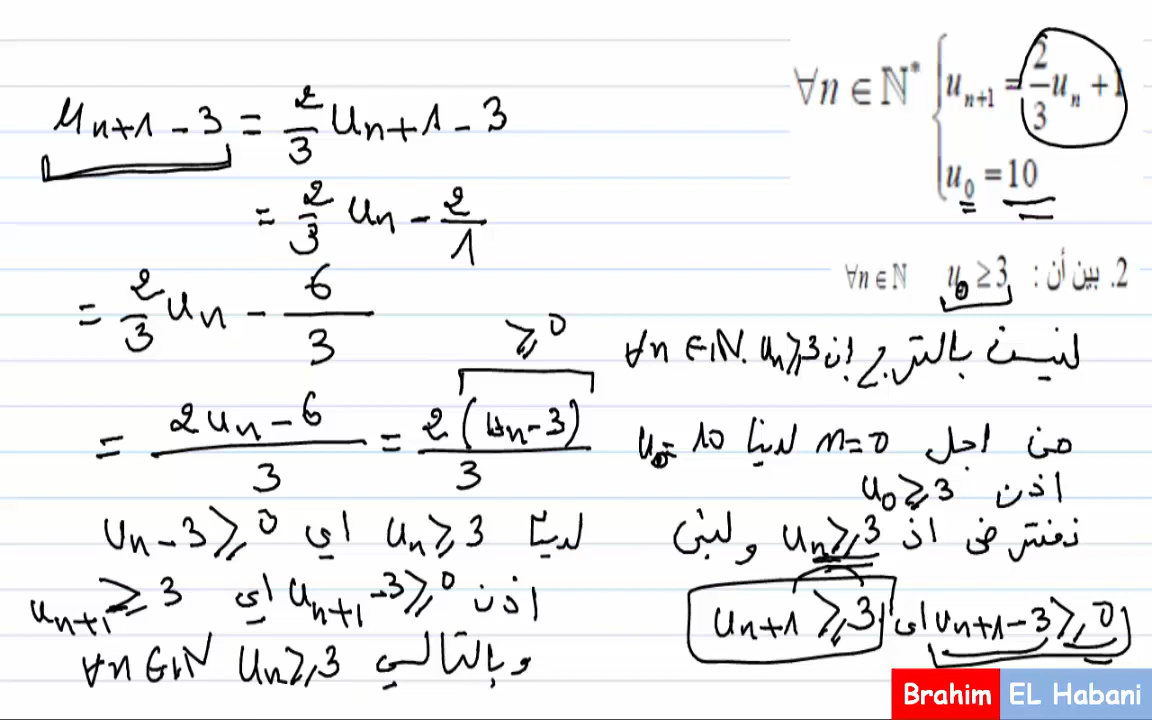 ∀n ∈ ℕ* { u_{n+1} = 2/3 u_n + 1
u_0 = 10
2. بين أن : u_0 ≥ 3 ∀n ∈ ℕ
لنبين بالترجع ان u_n ≥ 3 ∀n ∈ ℕ.
من اجل n = 0 لدينا u_0 = 10
اذن u_0 ≥ 3
نفترض ان u_n ≥ 3 ولنبين
u_{n+1} ≥ 3 اي u_{n+1} - 3 ≥ 0
u_{n+1} - 3 = 2/3 u_n + 1 - 3
= 2/3 u_n - 2/1
= 2/3 u_n - 6/3
≥ 0
= (2u_n - 6)/3 = 2(u_n - 3)/3
لدينا u_n ≥ 3 اي u_n - 3 ≥ 0
اذن u_{n+1} - 3 ≥ 0 اي u_{n+1} ≥ 3
وبالتالي u_n ≥ 3 ∀n ∈ ℕ
Brahim EL Habani